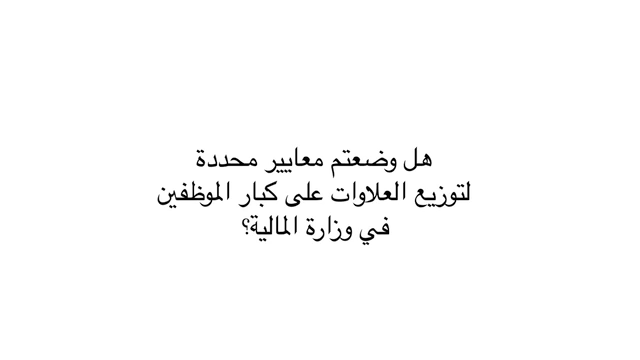 هل وضعتم معايير محددة
لتوزيع العلاوات على كبار الموظفين
في وزارة المالية؟